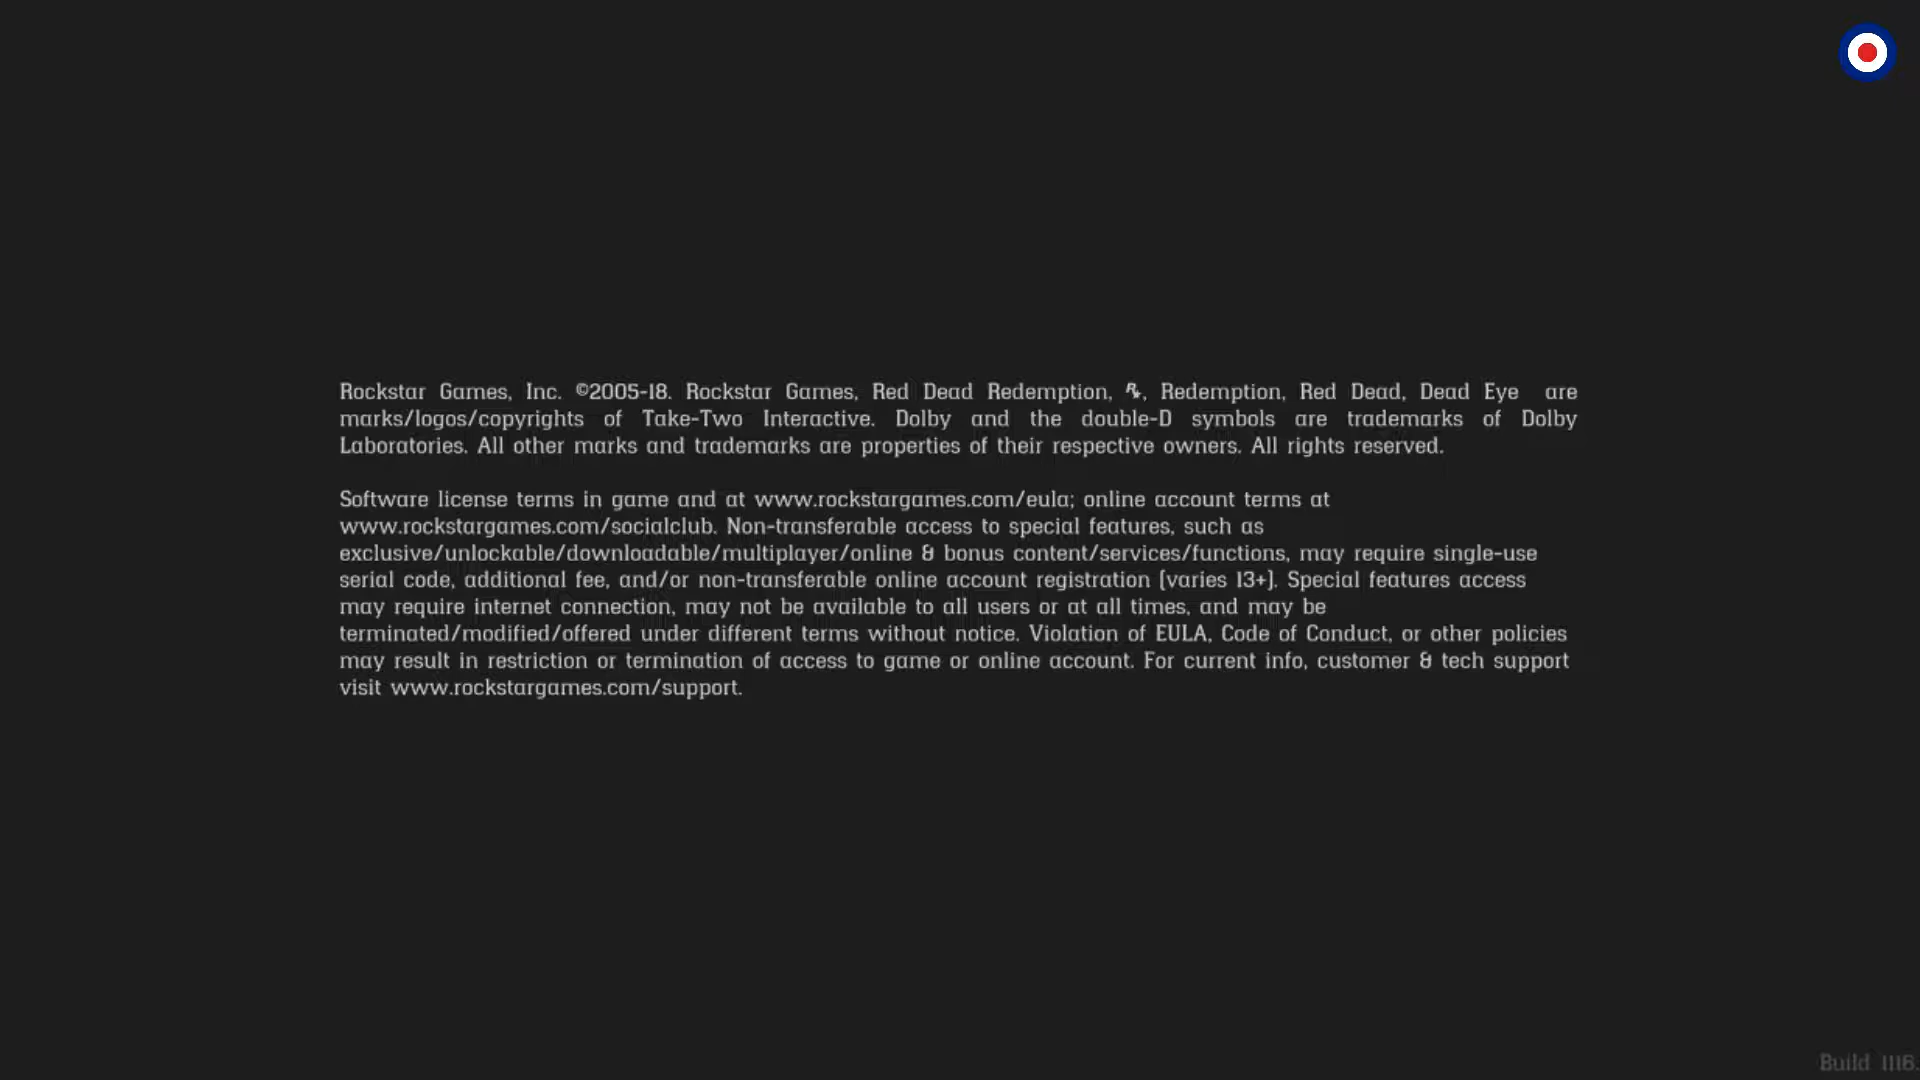 Rockstar Games, Inc. ©2005-18. Rockstar Games, Red Dead Redemption, R*, Redemption, Red Dead, Dead Eye are
marks/logos/copyrights of Take-Two Interactive. Dolby and the double-D symbols are trademarks of Dolby
Laboratories. All other marks and trademarks are properties of their respective owners. All rights reserved.
Software license terms in game and at www.rockstargames.com/eula; online account terms at
www.rockstargames.com/socialclub. Non-transferable access to special features, such as
exclusive/unlockable/downloadable/multiplayer/online & bonus content/services/functions, may require single-use
serial code, additional fee, and/or non-transferable online account registration (varies 13+). Special features access
may require internet connection, may not be available to all users or at all times, and may be
terminated/modified/offered under different terms without notice. Violation of EULA, Code of Conduct, or other policies
may result in restriction or termination of access to game or online account. For current info, customer & tech support
visit www.rockstargames.com/support.
Build 1116.